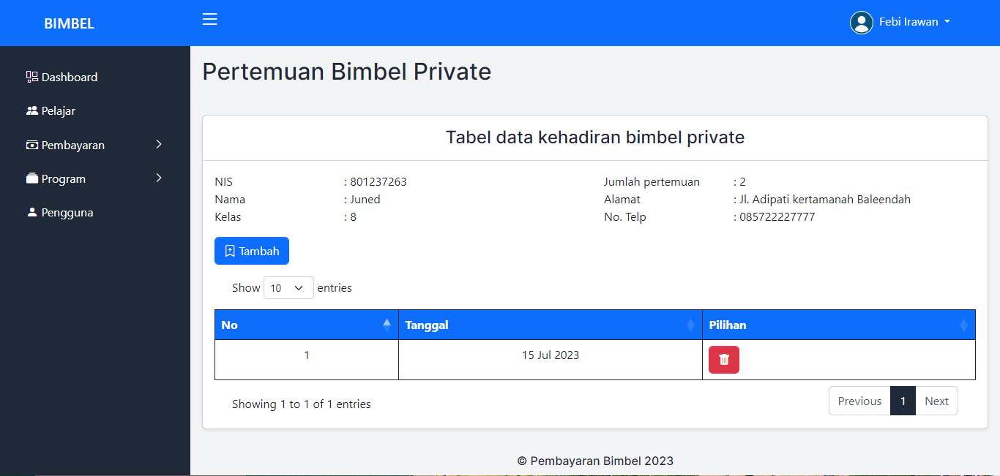 BIMBEL
Febi Irawan
Dashboard
Pelajar
Pembayaran
Program
Pengguna
Pertemuan Bimbel Private
Tabel data kehadiran bimbel private
NIS : 801237263 Jumlah pertemuan : 2
Nama : Juned Alamat : Jl. Adipati kertamanah Baleendah
Kelas : 8 No. Telp : 085722227777
Tambah
Show 10 entries
No Tanggal Pilihan
1 15 Jul 2023
Showing 1 to 1 of 1 entries
Previous 1 Next
© Pembayaran Bimbel 2023